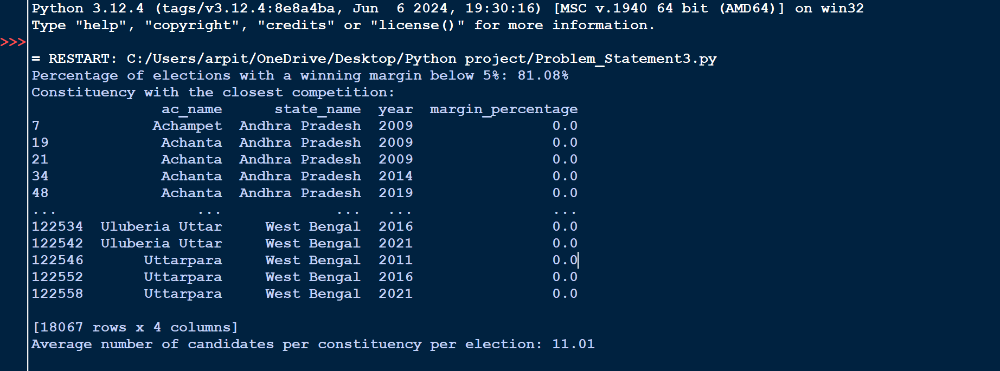 Python 3.12.4 (tags/v3.12.4:8e8a4ba, Jun  6 2024, 19:30:16) [MSC v.1940 64 bit (AMD64)] on win32
Type "help", "copyright", "credits" or "license()" for more information.
>>>
= RESTART: C:/Users/arpit/OneDrive/Desktop/Python project/Problem_Statement3.py
Percentage of elections with a winning margin below 5%: 81.08%
Constituency with the closest competition:
               ac_name      state_name  year  margin_percentage
7             Achampet  Andhra Pradesh  2009                0.0
19             Achanta  Andhra Pradesh  2009                0.0
21             Achanta  Andhra Pradesh  2009                0.0
34             Achanta  Andhra Pradesh  2014                0.0
48             Achanta  Andhra Pradesh  2019                0.0
...                ...             ...   ...                ...
122534  Uluberia Uttar     West Bengal  2016                0.0
122542  Uluberia Uttar     West Bengal  2021                0.0
122546       Uttarpara     West Bengal  2011                0.0
122552       Uttarpara     West Bengal  2016                0.0
122558       Uttarpara     West Bengal  2021                0.0
[18067 rows x 4 columns]
Average number of candidates per constituency per election: 11.01